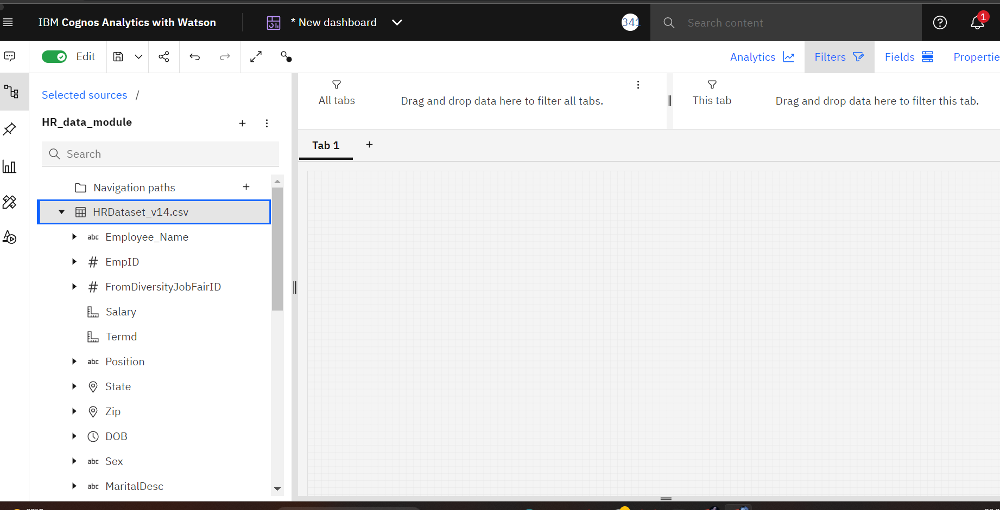 IBM Cognos Analytics with Watson
* New dashboard
341
Search content
1
Edit
Analytics
Filters
Fields
Propertie
Selected sources /
HR_data_module
Search
Navigation paths
HRDataset_v14.csv
abc Employee_Name
# EmpID
# FromDiversityJobFairID
Salary
Termd
abc Position
State
Zip
DOB
abc Sex
abc MaritalDesc
All tabs
Drag and drop data here to filter all tabs.
This tab
Drag and drop data here to filter this tab.
Tab 1